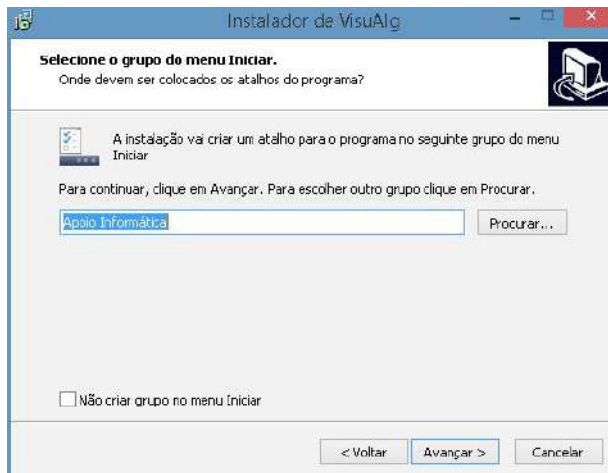 Instalador de VisuAlg
Selecione o grupo do menu Iniciar.
Onde devem ser colocados os atalhos do programa?
A instalação vai criar um atalho para o programa no seguinte grupo do menu
Iniciar
Para continuar, clique em Avançar. Para escolher outro grupo clique em Procurar.
Apoio Informática
Procurar...
Não criar grupo no menu Iniciar
< Voltar
Avançar >
Cancelar